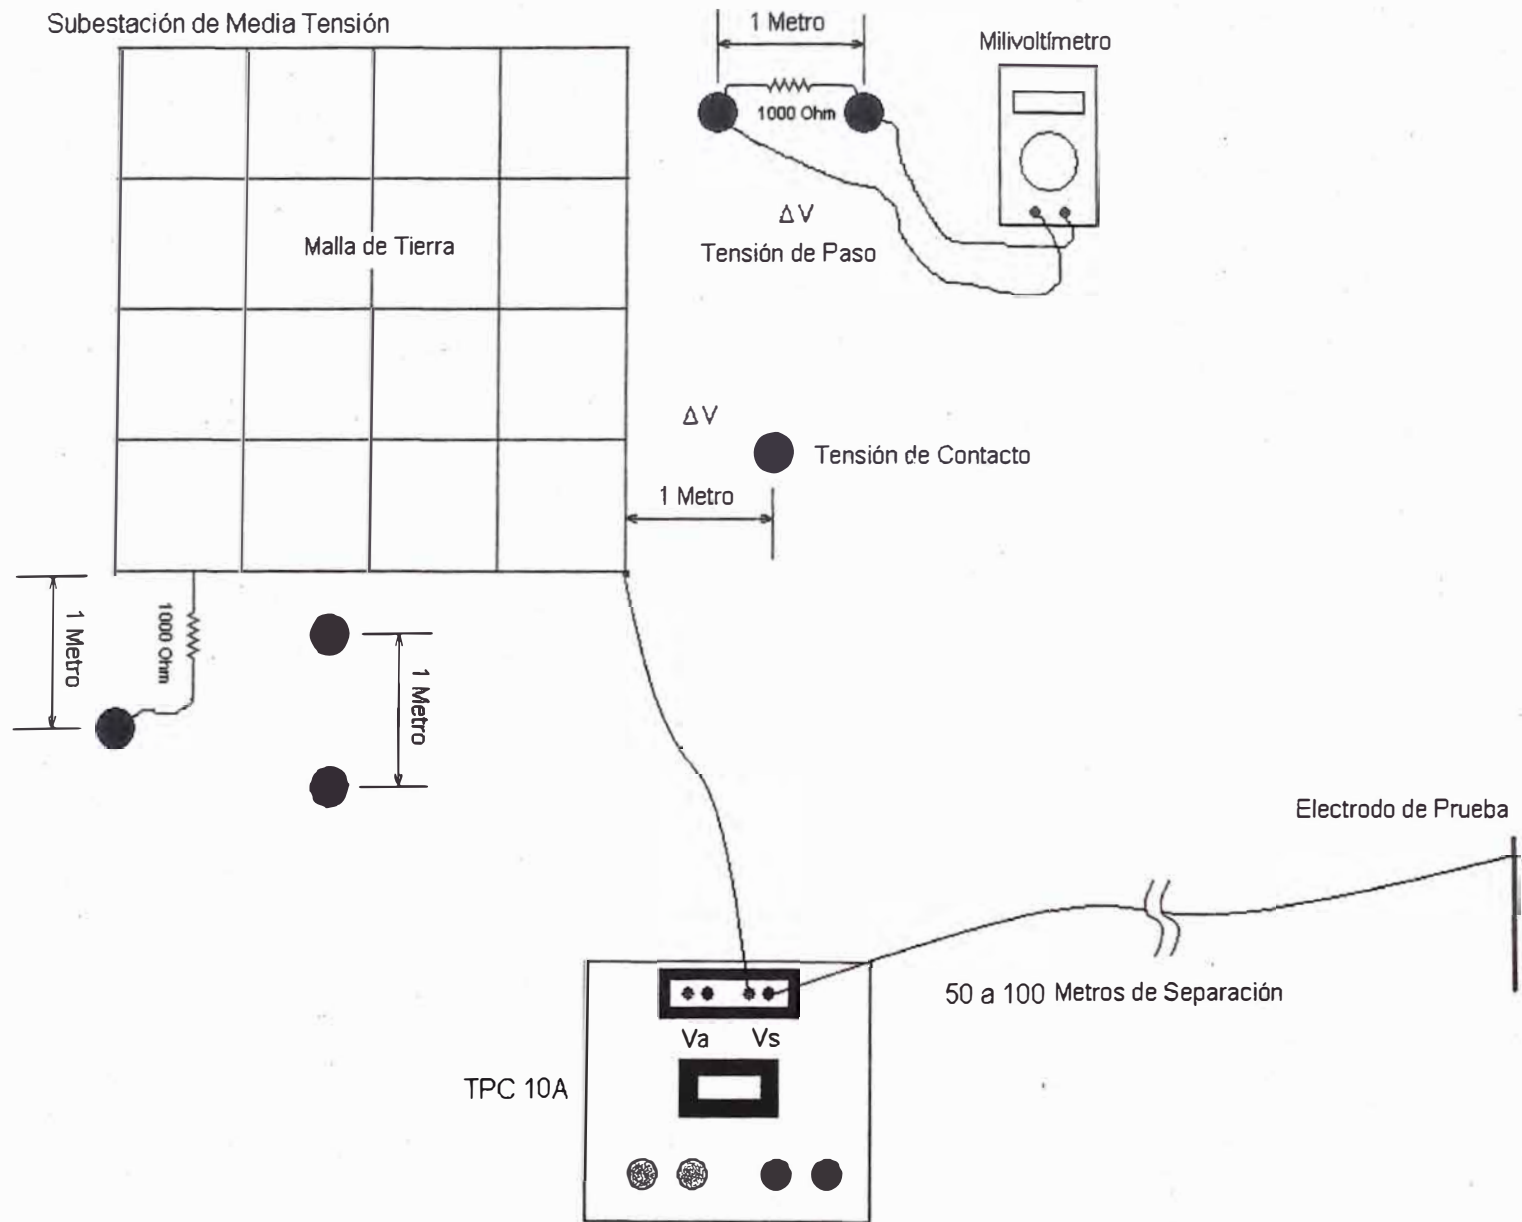 Subestación de Media Tensión
1 Metro
Milivoltímetro
1000 Ohm
Malla de Tierra
ΔV
Tensión de Paso
ΔV
Tensión de Contacto
1 Metro
1 Metro
1000 Ohm
1 Metro
Electrodo de Prueba
50 a 100 Metros de Separación
Va Vs
TPC 10A